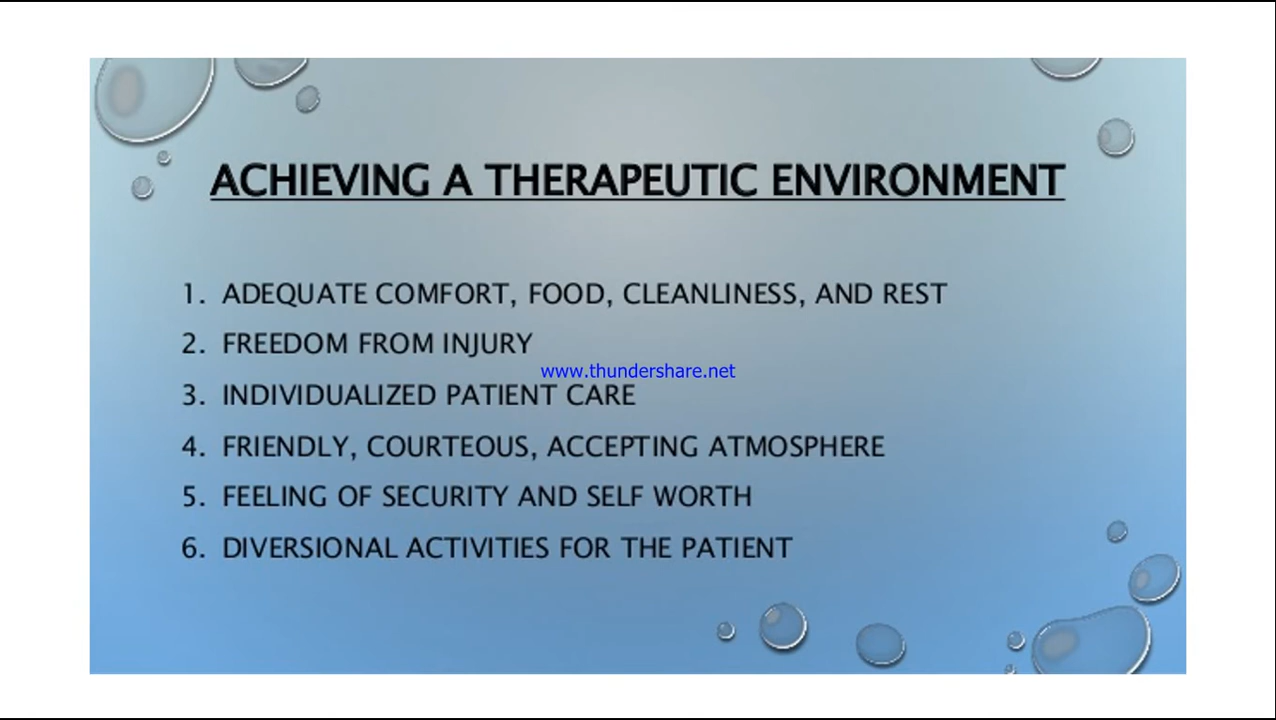 ACHIEVING A THERAPEUTIC ENVIRONMENT
1. ADEQUATE COMFORT, FOOD, CLEANLINESS, AND REST
2. FREEDOM FROM INJURY
www.thundershare.net
3. INDIVIDUALIZED PATIENT CARE
4. FRIENDLY, COURTEOUS, ACCEPTING ATMOSPHERE
5. FEELING OF SECURITY AND SELF WORTH
6. DIVERSIONAL ACTIVITIES FOR THE PATIENT